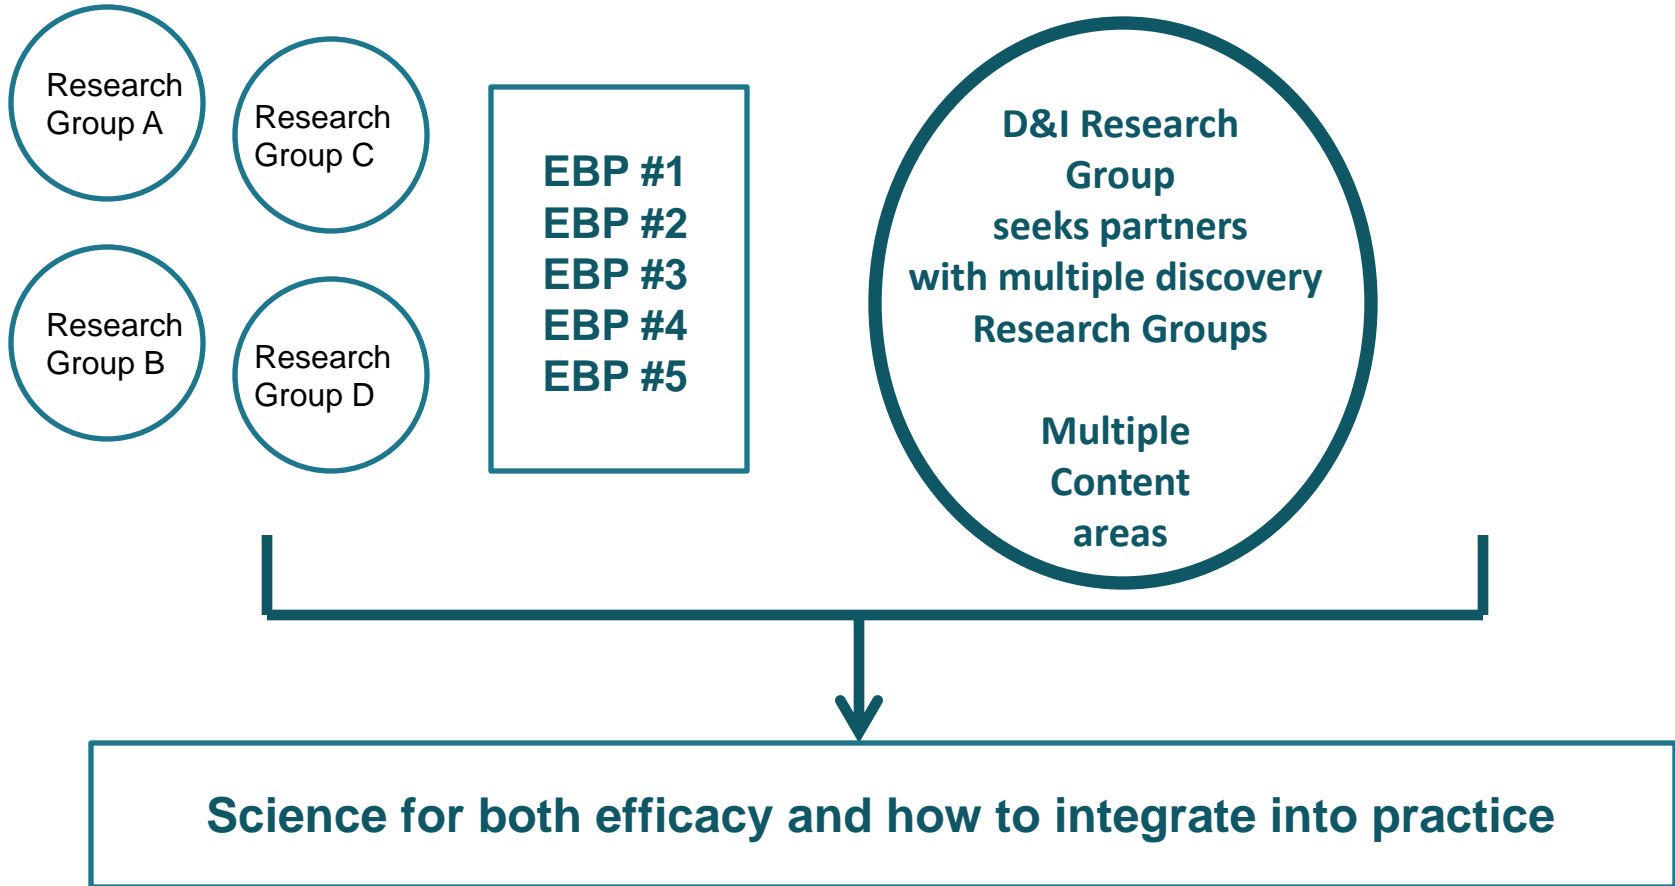 Research
Group A
Research
Group C
Research
Group B
Research
Group D
EBP #1
EBP #2
EBP #3
EBP #4
EBP #5
D&I Research
Group
seeks partners
with multiple discovery
Research Groups
Multiple
Content
areas
Science for both efficacy and how to integrate into practice